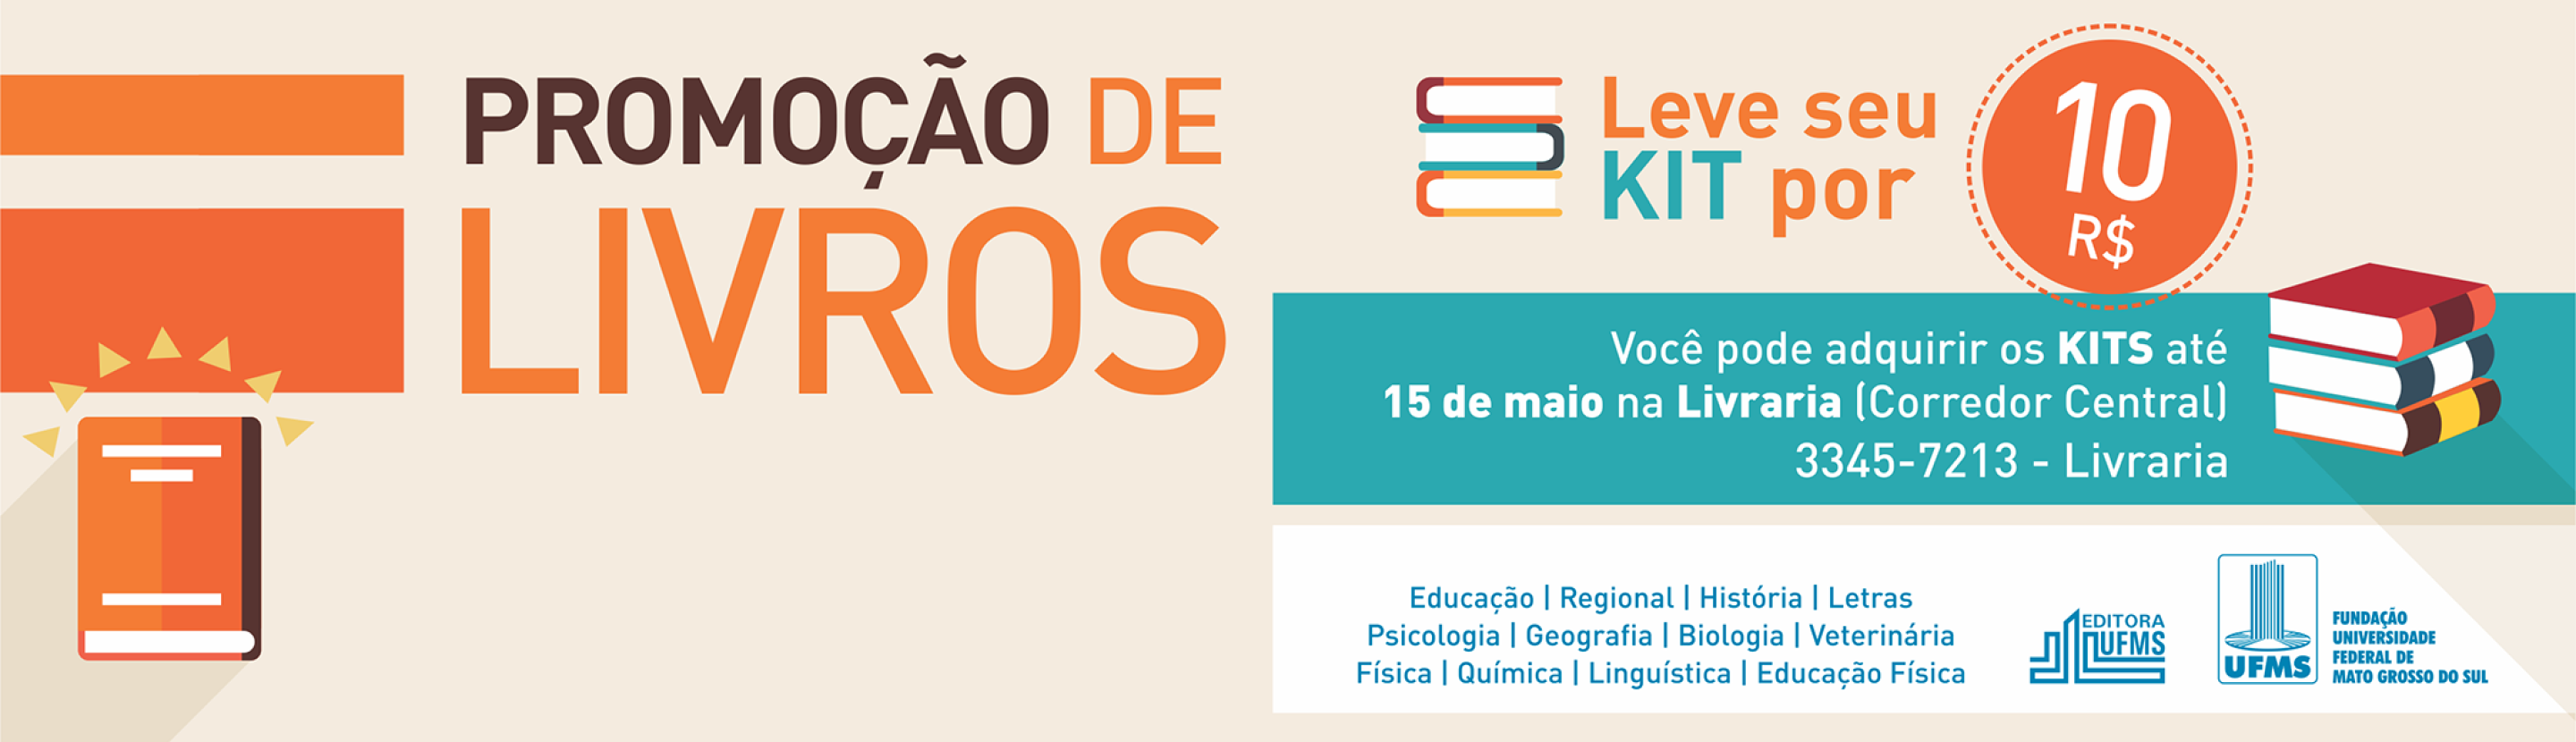 PROMOÇÃO DE
LIVROS
Leve seu
KIT por
10
R$
Você pode adquirir os KITS até
15 de maio na Livraria (Corredor Central)
3345-7213 - Livraria
Educação | Regional | História | Letras
Psicologia | Geografia | Biologia | Veterinária
Física | Química | Linguística | Educação Física
EDITORA
UFMS
UFMS
FUNDAÇÃO
UNIVERSIDADE
FEDERAL DE
MATO GROSSO DO SUL